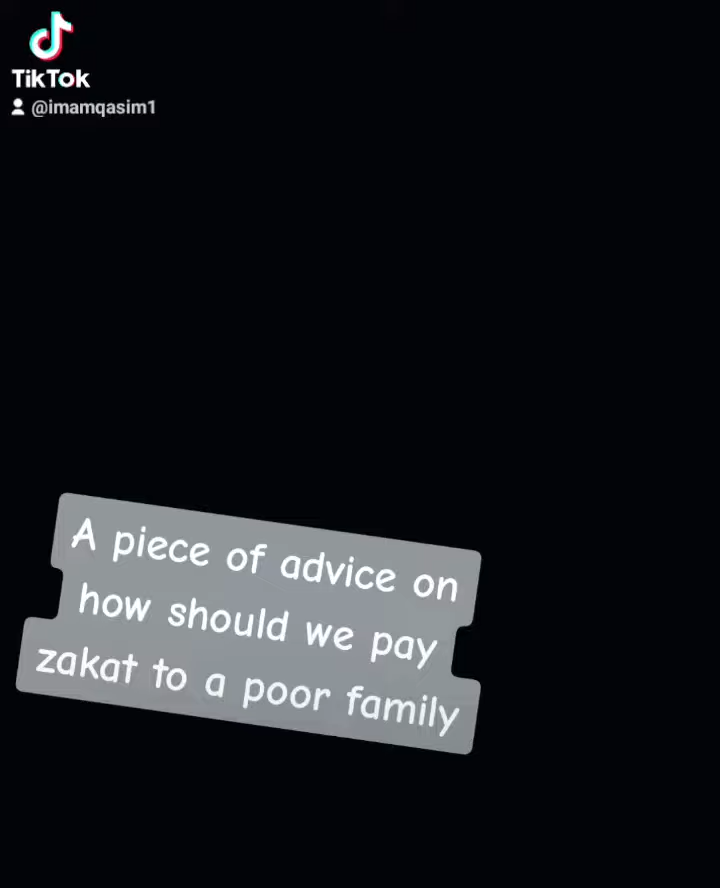 TikTok
@imamqasim1
A piece of advice on
how should we pay
zakat to a poor family